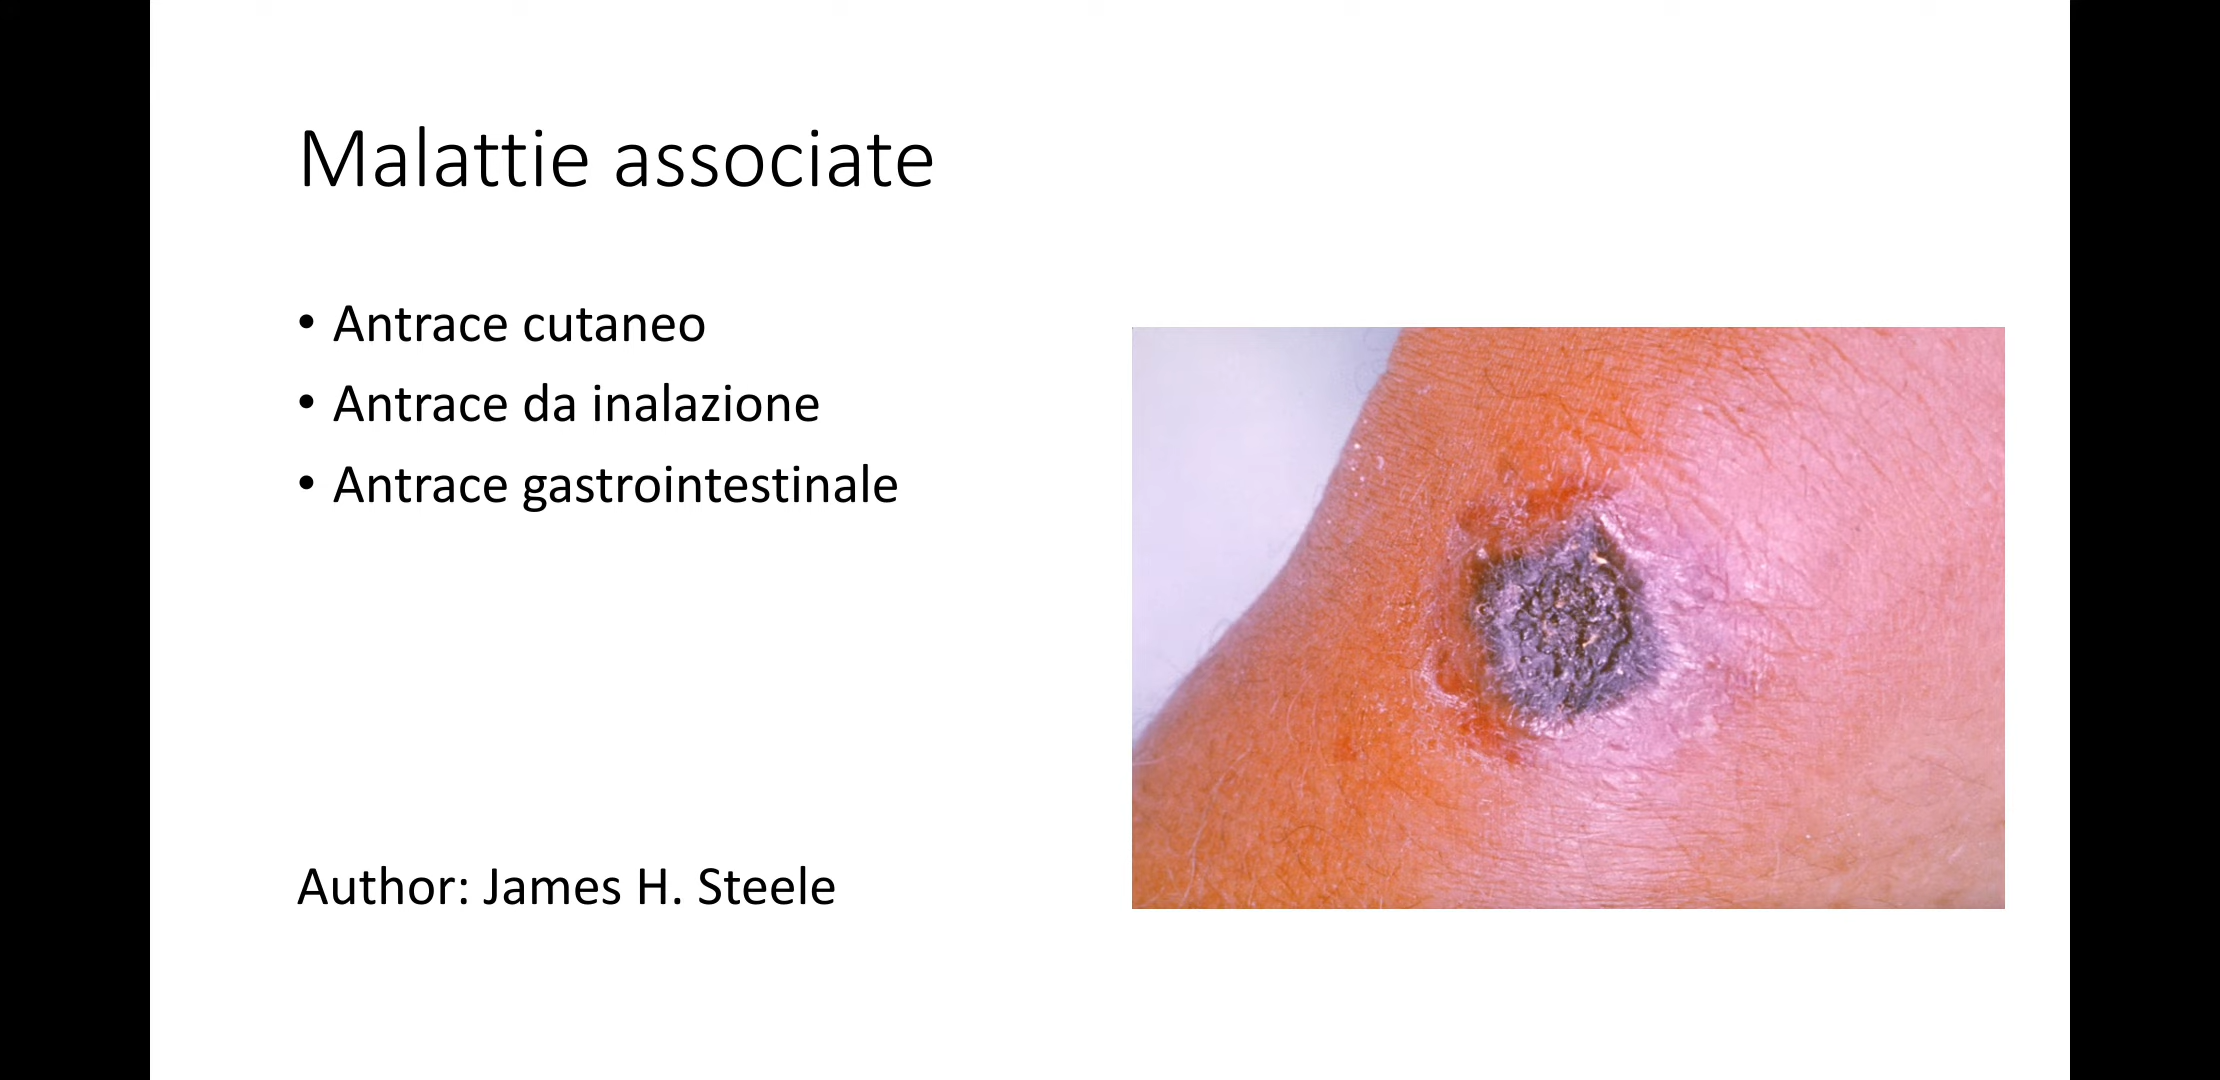 Malattie associate
• Antrace cutaneo
• Antrace da inalazione
• Antrace gastrointestinale
Author: James H. Steele